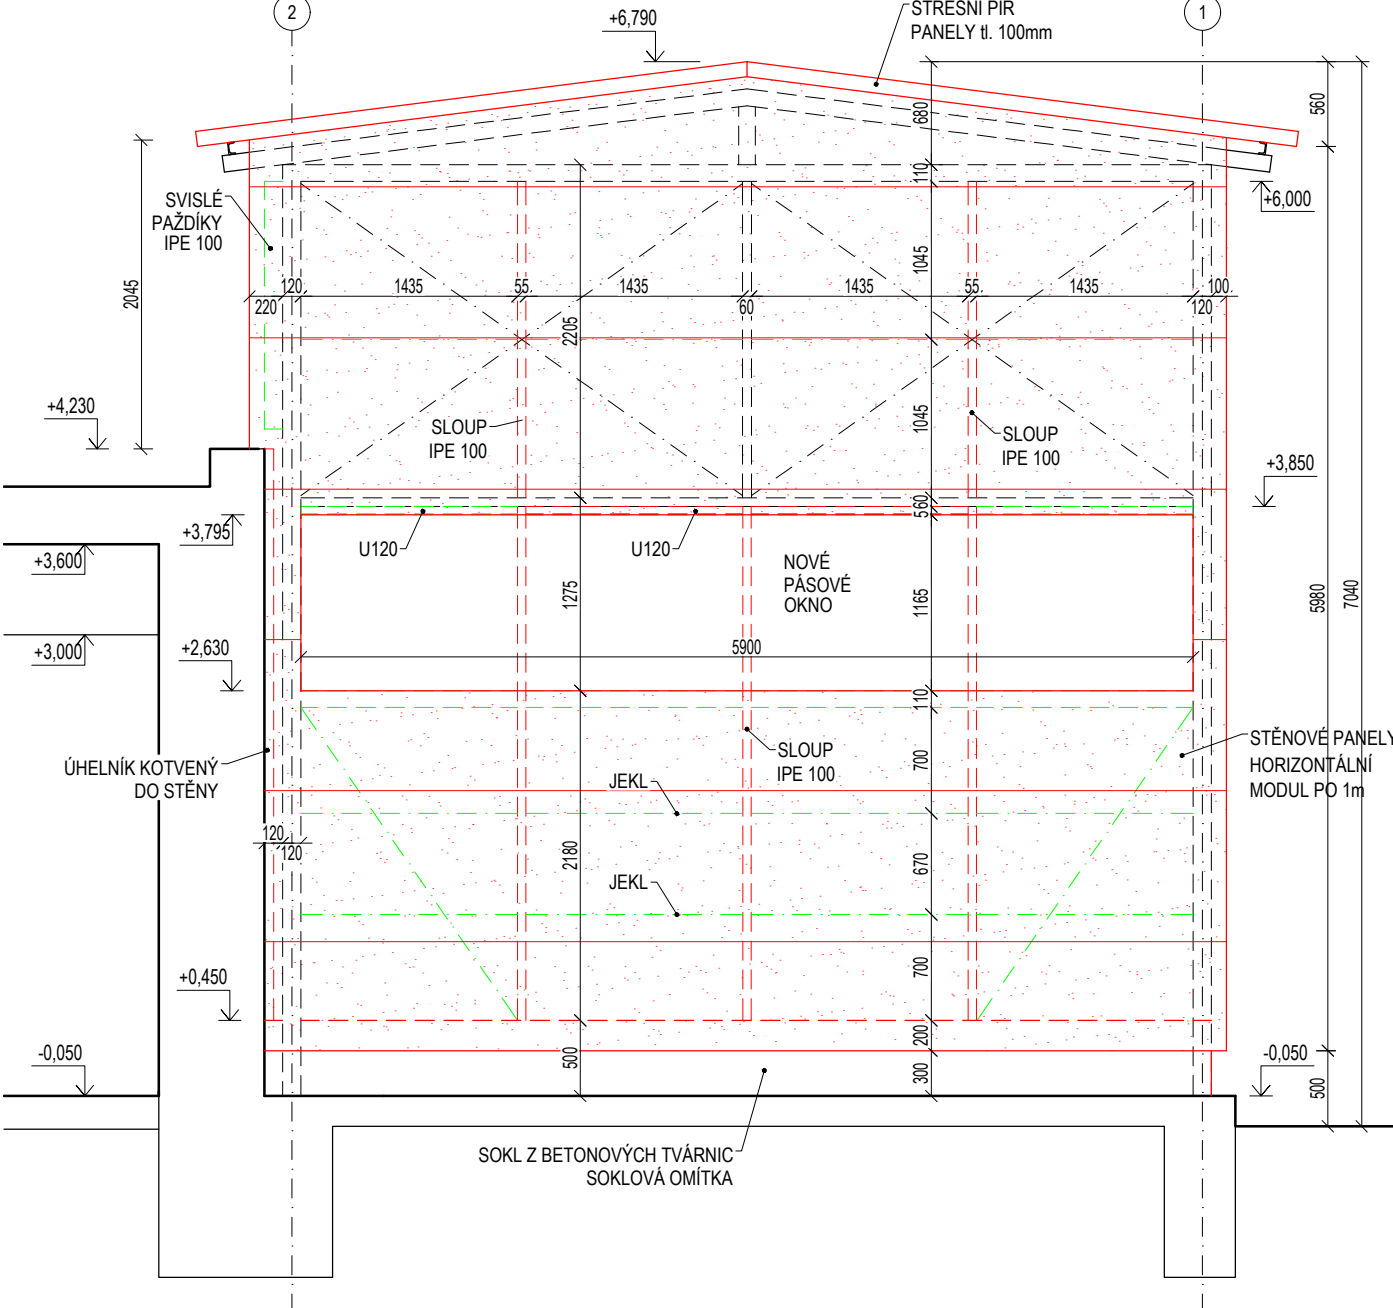 2
1
+6,790
STŘEŠNÍ PIR
PANELY tl. 100mm
680
560
110
SVISLÉ
PAŽDÍKY
IPE 100
+6,000
2045
1045
120
1435
55
1435
1435
55
1435
100
220
60
120
2205
+4,230
SLOUP
IPE 100
1045
SLOUP
IPE 100
+3,850
560
+3,795
U120
U120
+3,600
NOVÉ
PÁSOVÉ
OKNO
1275
1165
5980
7040
+3,000
+2,630
5900
110
SLOUP
IPE 100
STĚNOVÉ PANELY
HORIZONTÁLNÍ
MODUL PO 1m
700
ÚHELNÍK KOTVENÝ
DO STĚNY
JEKL
120
120
2180
670
JEKL
+0,450
700
200
-0,050
500
300
-0,050
500
SOKL Z BETONOVÝCH TVÁRNIC
SOKLOVÁ OMÍTKA